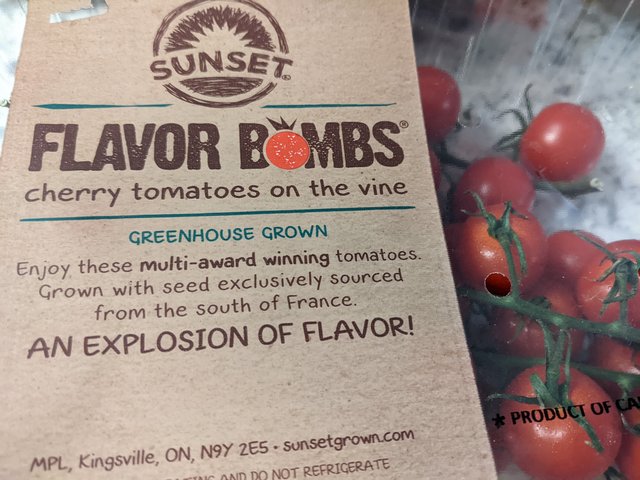 SUNSET®
FLAVOR BOMBS®
cherry tomatoes on the vine
GREENHOUSE GROWN
Enjoy these multi-award winning tomatoes.
Grown with seed exclusively sourced
from the south of France.
AN EXPLOSION OF FLAVOR!
MPL, Kingsville, ON, N9Y 2E5 • sunsetgrown.com
AND DO NOT REFRIGERATE
* PRODUCT OF